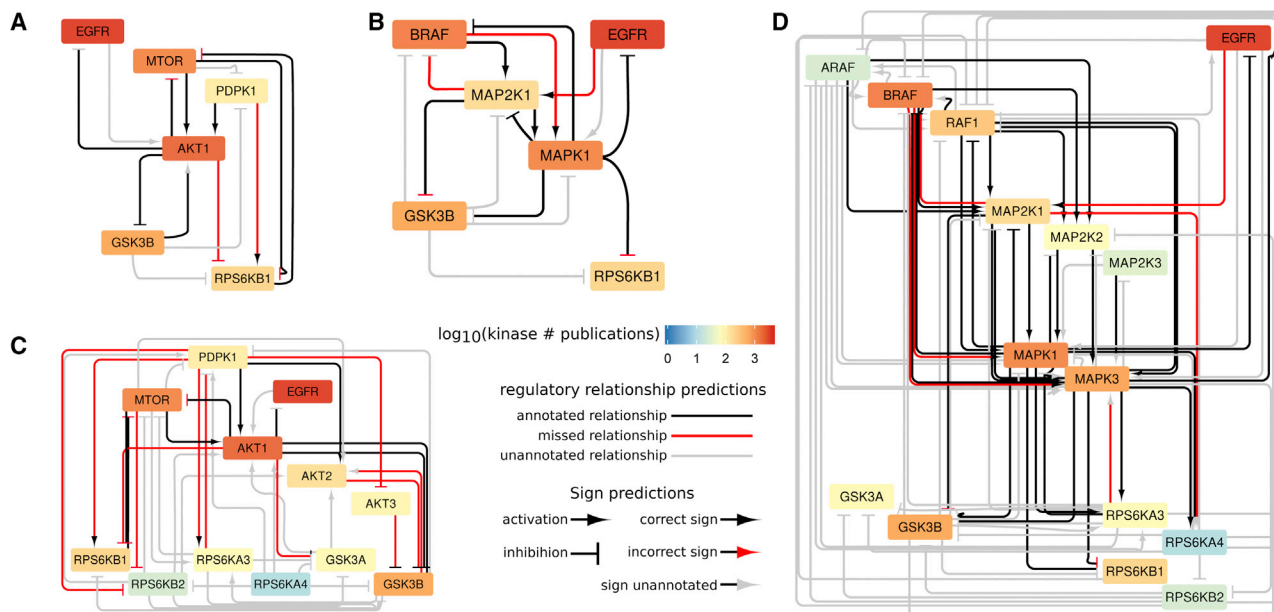 A
EGFR
MTOR
PDPK1
AKT1
GSK3B
RPS6KB1
B
BRAF
EGFR
MAP2K1
MAPK1
GSK3B
RPS6KB1
C
PDPK1
MTOR
EGFR
AKT1
AKT2
AKT3
RPS6KB1
RPS6KA3
GSK3A
RPS6KB2
RPS6KA4
GSK3B
log10(kinase # publications)
0 1 2 3
regulatory relationship predictions
annotated relationship
missed relationship
unannotated relationship
Sign predictions
activation
correct sign
inhibihion
incorrect sign
sign unannotated
D
EGFR
ARAF
BRAF
RAF1
MAP2K1
MAP2K2
MAP2K3
MAPK1
MAPK3
GSK3A
GSK3B
RPS6KA3
RPS6KA4
RPS6KB1
RPS6KB2